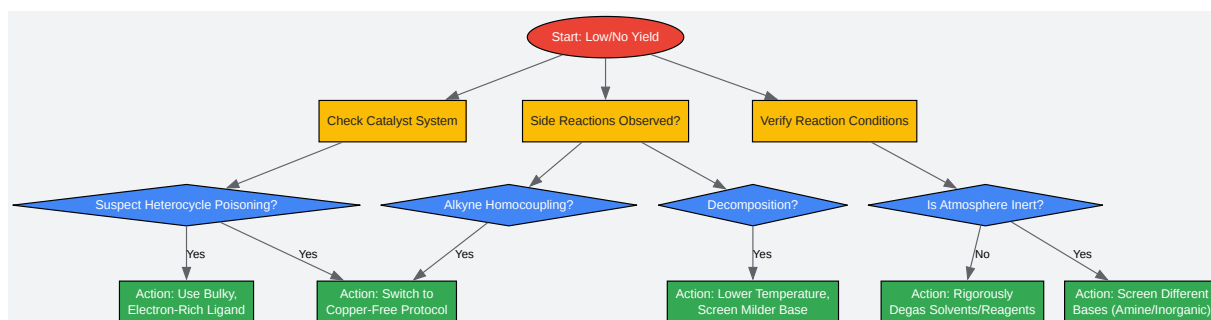 Start: Low/No Yield
Check Catalyst System
Side Reactions Observed?
Verify Reaction Conditions
Suspect Heterocycle Poisoning?
Alkyne Homocoupling?
Decomposition?
Is Atmosphere Inert?
Yes
Yes
Yes
Yes
No
Yes
Action: Use Bulky,
Electron-Rich Ligand
Action: Switch to
Copper-Free Protocol
Action: Lower Temperature,
Screen Milder Base
Action: Rigorously
Degas Solvents/Reagents
Action: Screen Different
Bases (Amine/Inorganic)